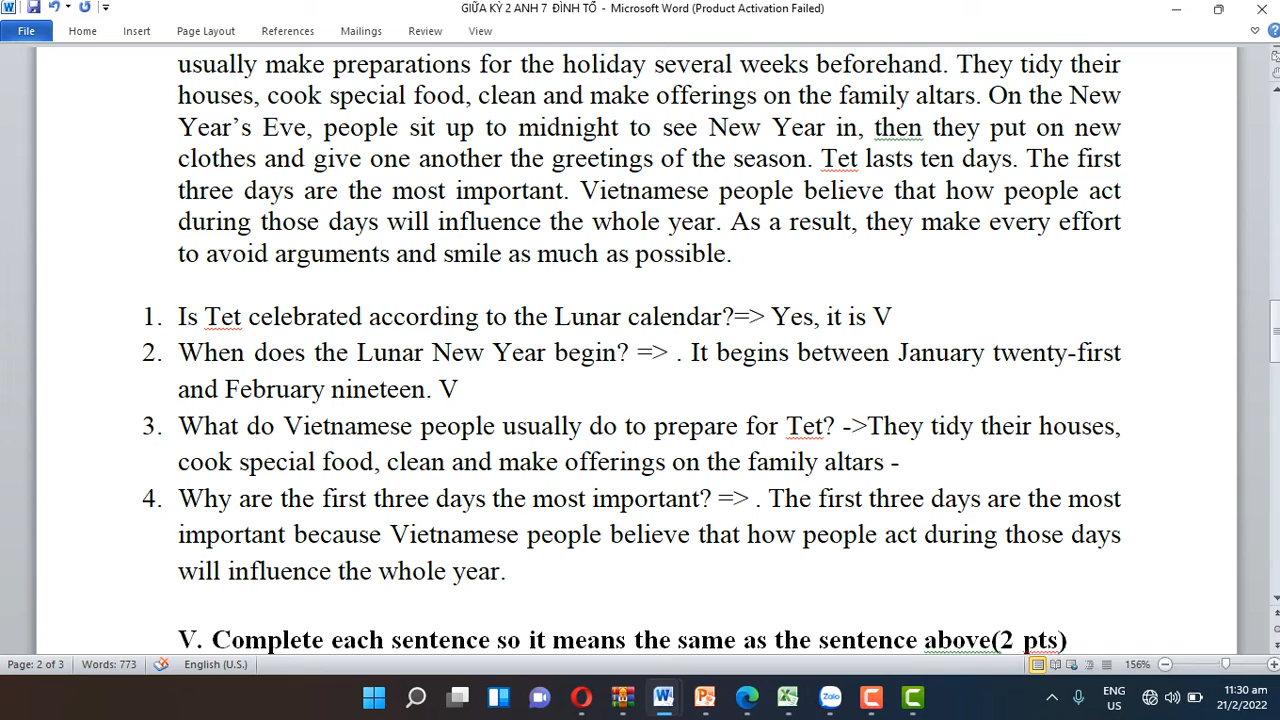 GIỮA KỲ 2 ANH 7 ĐÌNH TỔ - Microsoft Word (Product Activation Failed)
File Home Insert Page Layout References Mailings Review View
usually make preparations for the holiday several weeks beforehand. They tidy their
houses, cook special food, clean and make offerings on the family altars. On the New
Year’s Eve, people sit up to midnight to see New Year in, then they put on new
clothes and give one another the greetings of the season. Tet lasts ten days. The first
three days are the most important. Vietnamese people believe that how people act
during those days will influence the whole year. As a result, they make every effort
to avoid arguments and smile as much as possible.
1. Is Tet celebrated according to the Lunar calendar?=> Yes, it is V
2. When does the Lunar New Year begin? => . It begins between January twenty-first
and February nineteen. V
3. What do Vietnamese people usually do to prepare for Tet? ->They tidy their houses,
cook special food, clean and make offerings on the family altars -
4. Why are the first three days the most important? => . The first three days are the most
important because Vietnamese people believe that how people act during those days
will influence the whole year.
V. Complete each sentence so it means the same as the sentence above(2 pts)
Page: 2 of 3 Words: 773 English (U.S.) 156%
ENG 11:30 am
US 21/2/2022